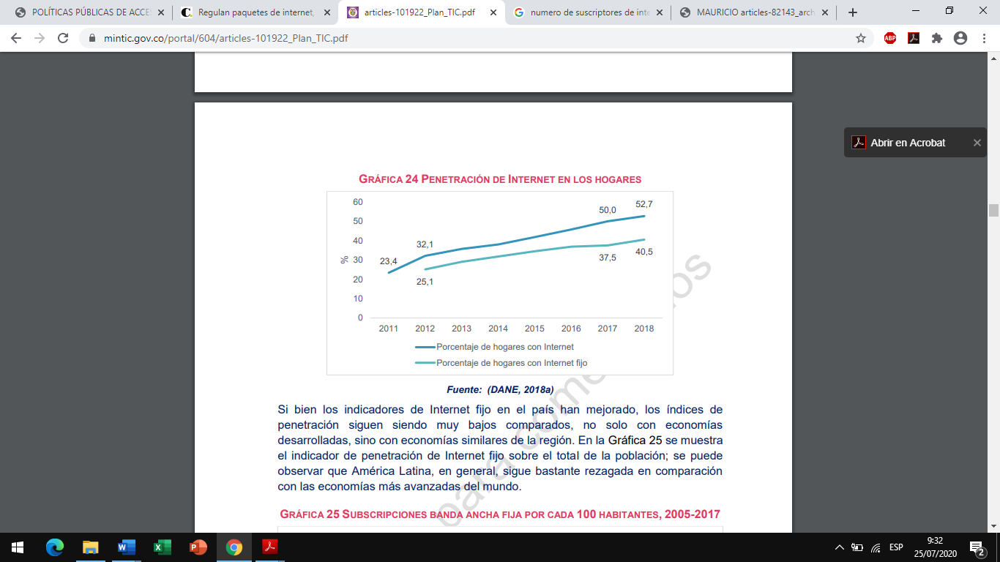 POLÍTICAS PÚBLICAS DE ACCE
Regulan paquetes de internet,
articles-101922_Plan_TIC.pdf
numero de suscriptores de inte
MAURICIO articles-82143_arch
mintic.gov.co/portal/604/articles-101922_Plan_TIC.pdf
ABP
Abrir en Acrobat
GRÁFICA 24 PENETRACIÓN DE INTERNET EN LOS HOGARES
60
50
40
30
20
10
0
%
23,4
32,1
50,0
52,7
25,1
37,5
40,5
2011 2012 2013 2014 2015 2016 2017 2018
Porcentaje de hogares con Internet
Porcentaje de hogares con Internet fijo
Fuente: (DANE, 2018a)
Si bien los indicadores de Internet fijo en el país han mejorado, los índices de
penetración siguen siendo muy bajos comparados, no solo con economías
desarrolladas, sino con economías similares de la región. En la Gráfica 25 se muestra
el indicador de penetración de Internet fijo sobre el total de la población; se puede
observar que América Latina, en general, sigue bastante rezagada en comparación
con las economías más avanzadas del mundo.
para come
os
GRÁFICA 25 SUBSCRIPCIONES BANDA ANCHA FIJA POR CADA 100 HABITANTES, 2005-2017
ESP
9:32
25/07/2020
2